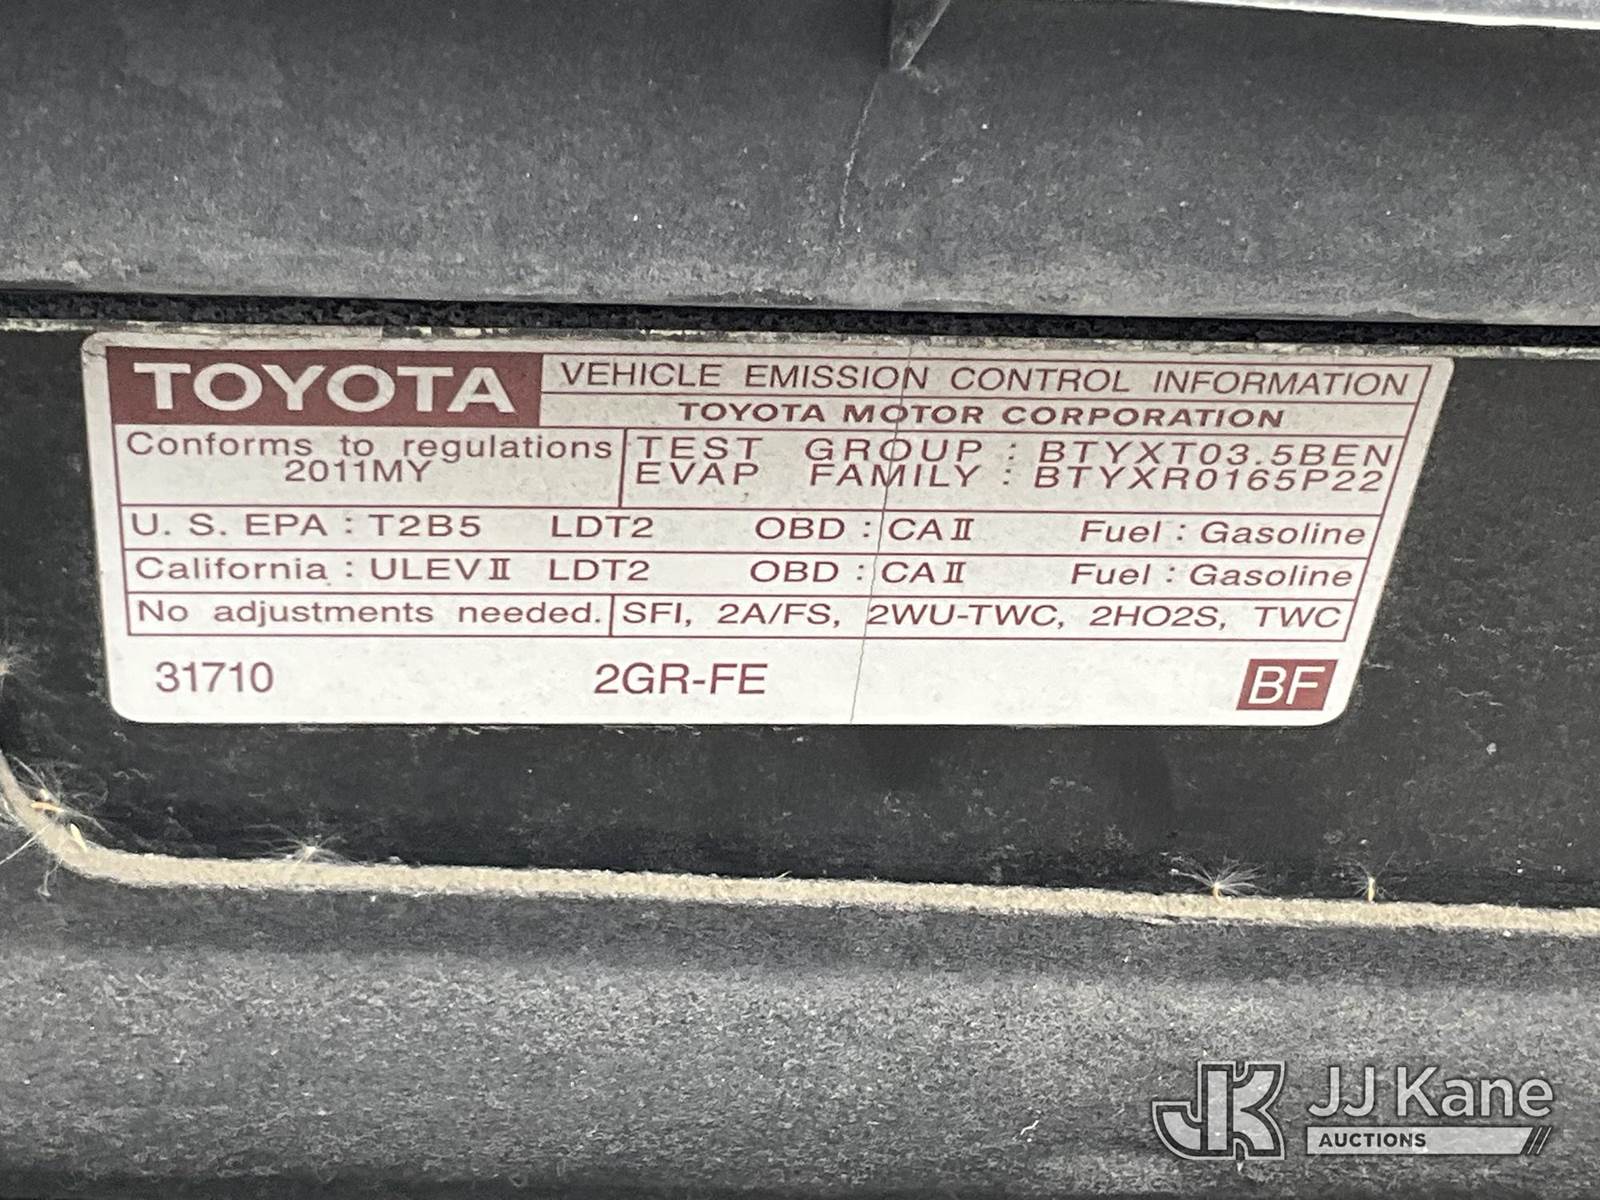 TOYOTA VEHICLE EMISSION CONTROL INFORMATION
TOYOTA MOTOR CORPORATION
Conforms to regulations
2011MY
TEST GROUP : BTYXT03.5BEN
EVAP FAMILY : BTYXR0165P22
U. S. EPA : T2B5 LDT2 OBD : CAⅡ Fuel : Gasoline
California : ULEVⅡ LDT2 OBD : CAⅡ Fuel : Gasoline
No adjustments needed. SFI, 2A/FS, 2WU-TWC, 2HO2S, TWC
31710 2GR-FE BF
JK JJ Kane
AUCTIONS